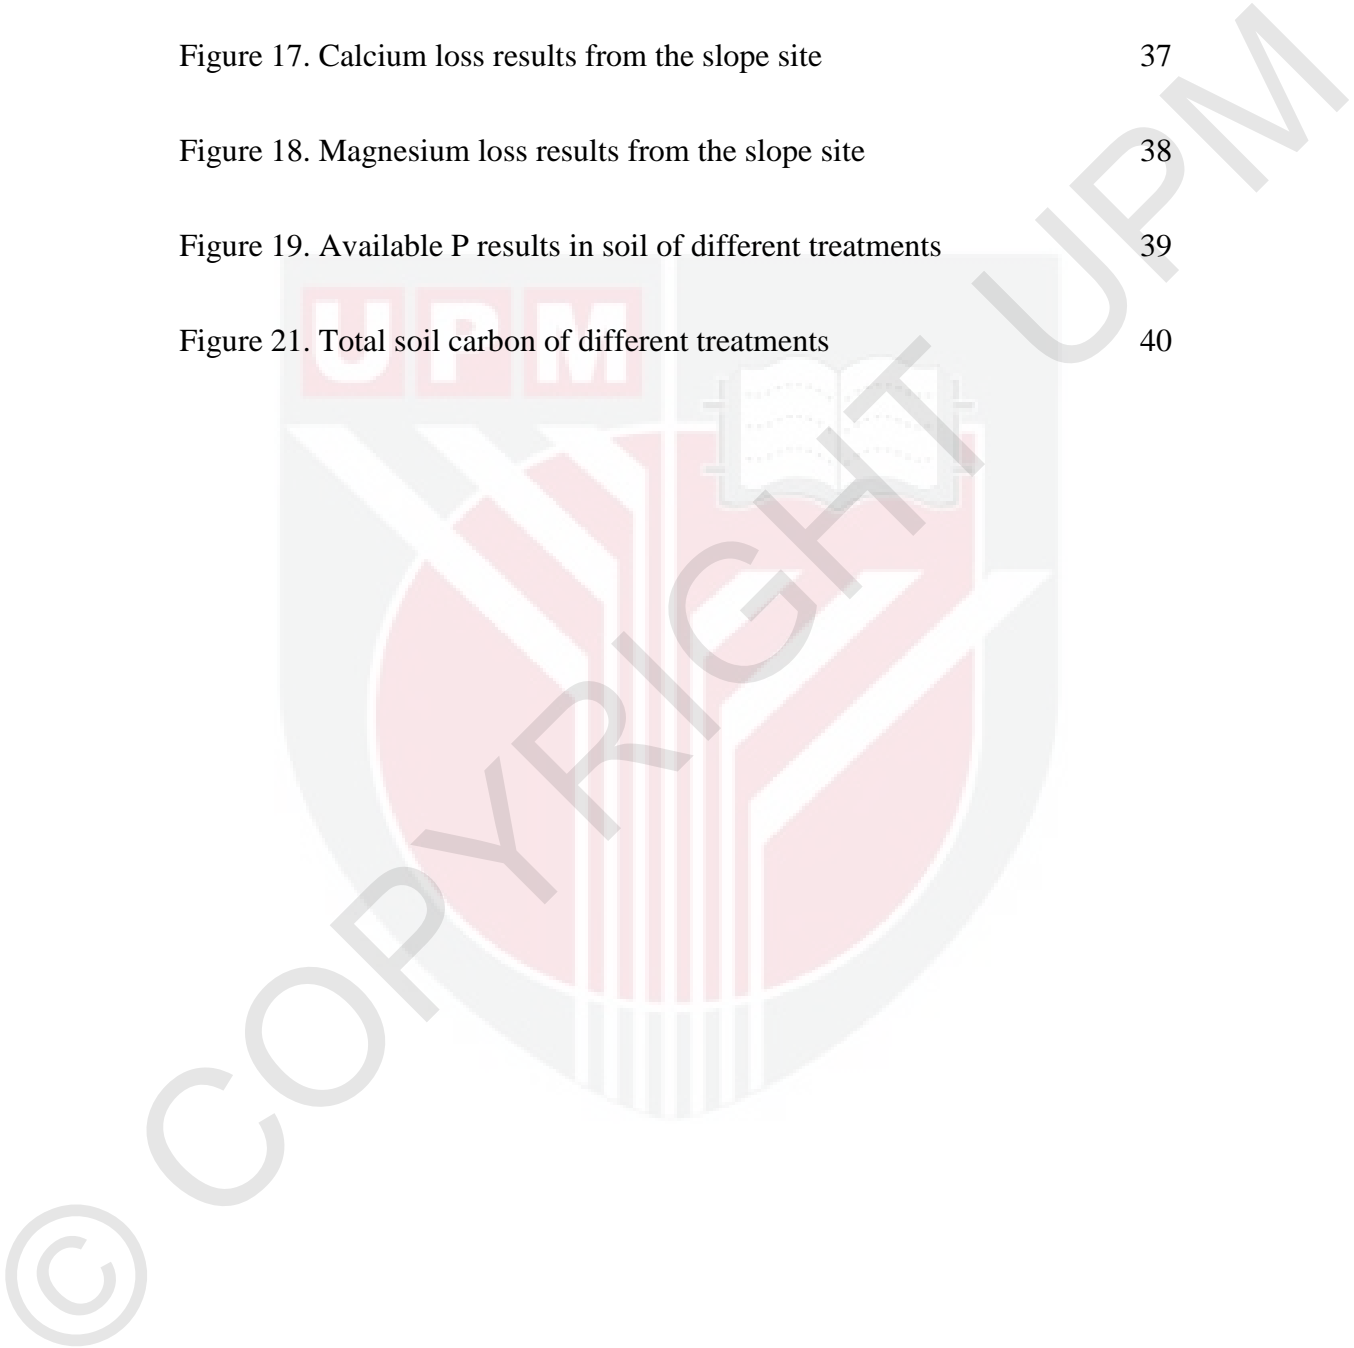 Figure 17. Calcium loss results from the slope site 37
Figure 18. Magnesium loss results from the slope site 38
Figure 19. Available P results in soil of different treatments 39
Figure 21. Total soil carbon of different treatments 40
UPM
© COPYRIGHT UPM